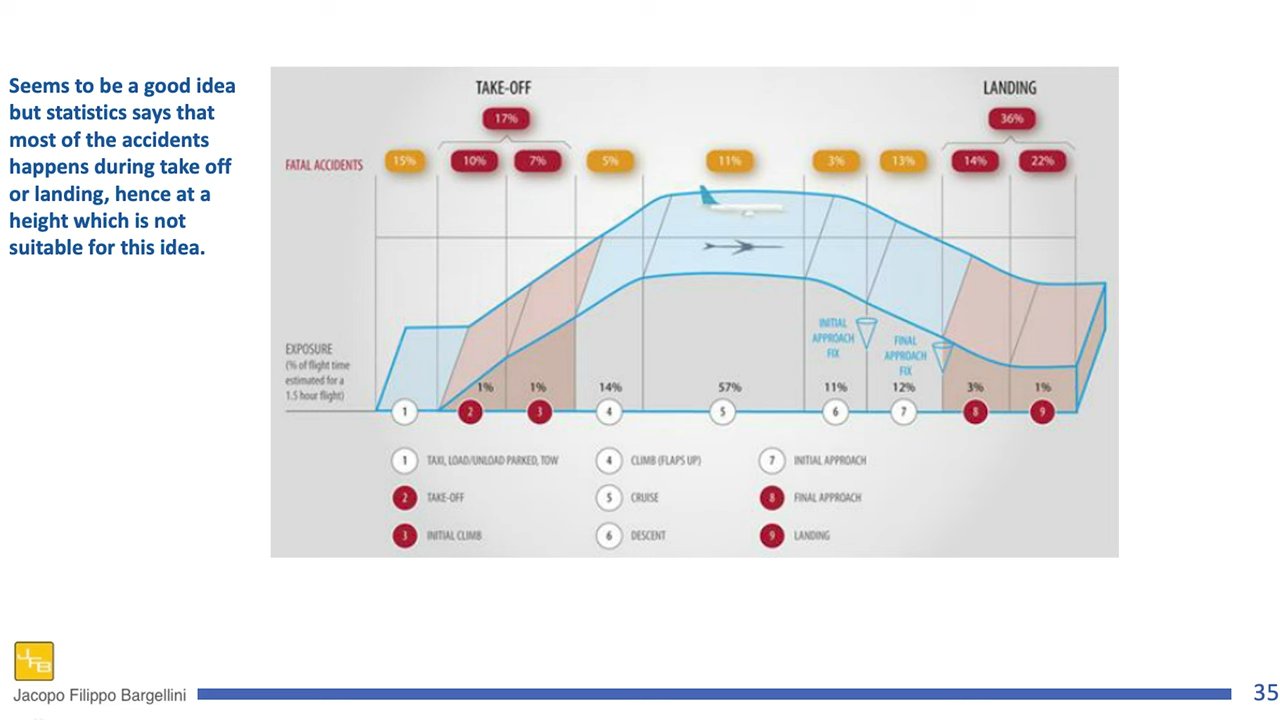 Seems to be a good idea
but statistics says that
most of the accidents
happens during take off
or landing, hence at a
height which is not
suitable for this idea.
TAKE-OFF
LANDING
17%
36%
FATAL ACCIDENTS
15%
10%
7%
5%
11%
3%
13%
14%
22%
INITIAL
APPROACH
FIX
FINAL
APPROACH
FIX
EXPOSURE
(% of flight time
estimated for a
1.5 hour flight)
1%
1%
14%
57%
11%
12%
3%
1%
1
2
3
4
5
6
7
8
9
1 TAXI, LOAD/UNLOAD PARKED, TOW
4 CLIMB (FLAPS UP)
7 INITIAL APPROACH
2 TAKE-OFF
5 CRUISE
8 FINAL APPROACH
3 INITIAL CLIMB
6 DESCENT
9 LANDING
JFB
Jacopo Filippo Bargellini
35